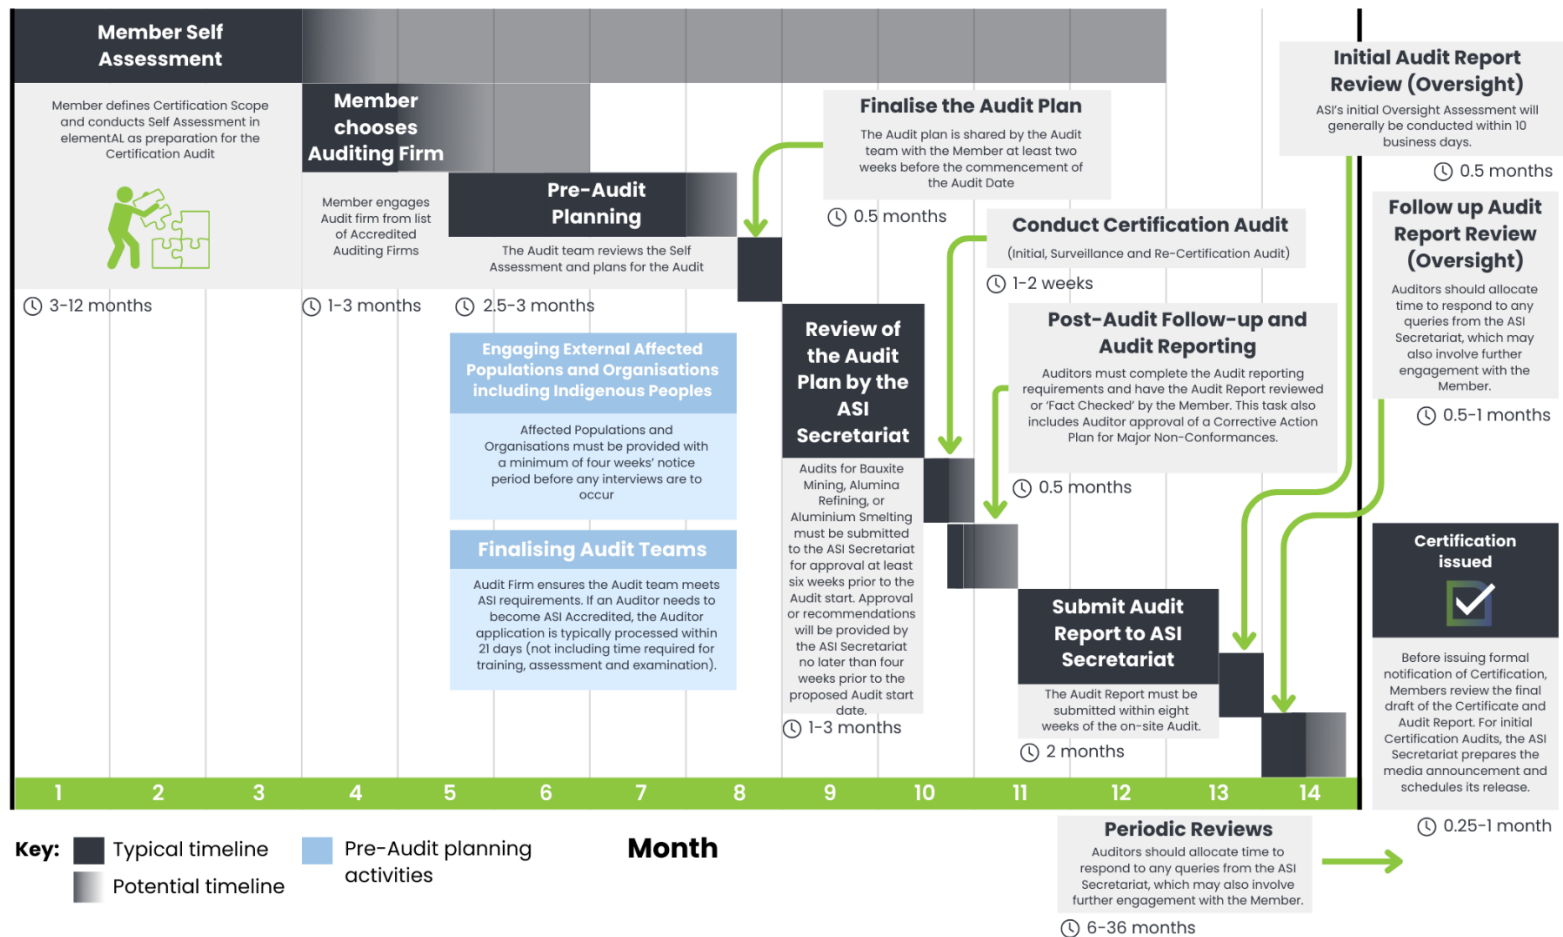 Member Self
Assessment
Member defines Certification Scope
and conducts Self Assessment in
elementAL as preparation for the
Certification Audit
3-12 months
Member
chooses
Auditing Firm
Member engages
Audit firm from list
of Accredited
Auditing Firms
1-3 months
Pre-Audit
Planning
The Audit team reviews the Self
Assessment and plans for the Audit
2.5-3 months
Engaging External Affected
Populations and Organisations
including Indigenous Peoples
Affected Populations and
Organisations must be provided with
a minimum of four weeks' notice
period before any interviews are to
occur
Finalising Audit Teams
Audit Firm ensures the Audit team meets
ASI requirements. If an Auditor needs to
become ASI Accredited, the Auditor
application is typically processed within
21 days (not including time required for
training, assessment and examination).
Finalise the Audit Plan
The Audit plan is shared by the Audit
team with the Member at least two
weeks before the commencement of
the Audit Date
0.5 months
Review of
the Audit
Plan by the
ASI
Secretariat
Audits for Bauxite
Mining, Alumina
Refining, or
Aluminium Smelting
must be submitted
to the ASI Secretariat
for approval at least
six weeks prior to the
Audit start. Approval
or recommendations
will be provided by
the ASI Secretariat
no later than four
weeks prior to the
proposed Audit start
date.
1-3 months
Conduct Certification Audit
(Initial, Surveillance and Re-Certification Audit)
1-2 weeks
Post-Audit Follow-up and
Audit Reporting
Auditors must complete the Audit reporting
requirements and have the Audit Report reviewed
or 'Fact Checked' by the Member. This task also
includes Auditor approval of a Corrective Action
Plan for Major Non-Conformances.
0.5 months
Submit Audit
Report to ASI
Secretariat
The Audit Report must be
submitted within eight
weeks of the on-site Audit.
2 months
Initial Audit Report
Review (Oversight)
ASI's initial Oversight Assessment will
generally be conducted within 10
business days.
0.5 months
Follow up Audit
Report Review
(Oversight)
Auditors should allocate
time to respond to any
queries from the ASI
Secretariat, which may
also involve further
engagement with the
Member.
0.5-1 months
Certification
issued
Before issuing formal
notification of Certification,
Members review the final
draft of the Certificate and
Audit Report. For initial
Certification Audits, the ASI
Secretariat prepares the
media announcement and
schedules its release.
0.25-1 month
1 2 3 4 5 6 7 8 9 10 11 12 13 14
Month
Key:
Typical timeline
Potential timeline
Pre-Audit planning
activities
Periodic Reviews
Auditors should allocate time to
respond to any queries from the ASI
Secretariat, which may also involve
further engagement with the Member.
6-36 months